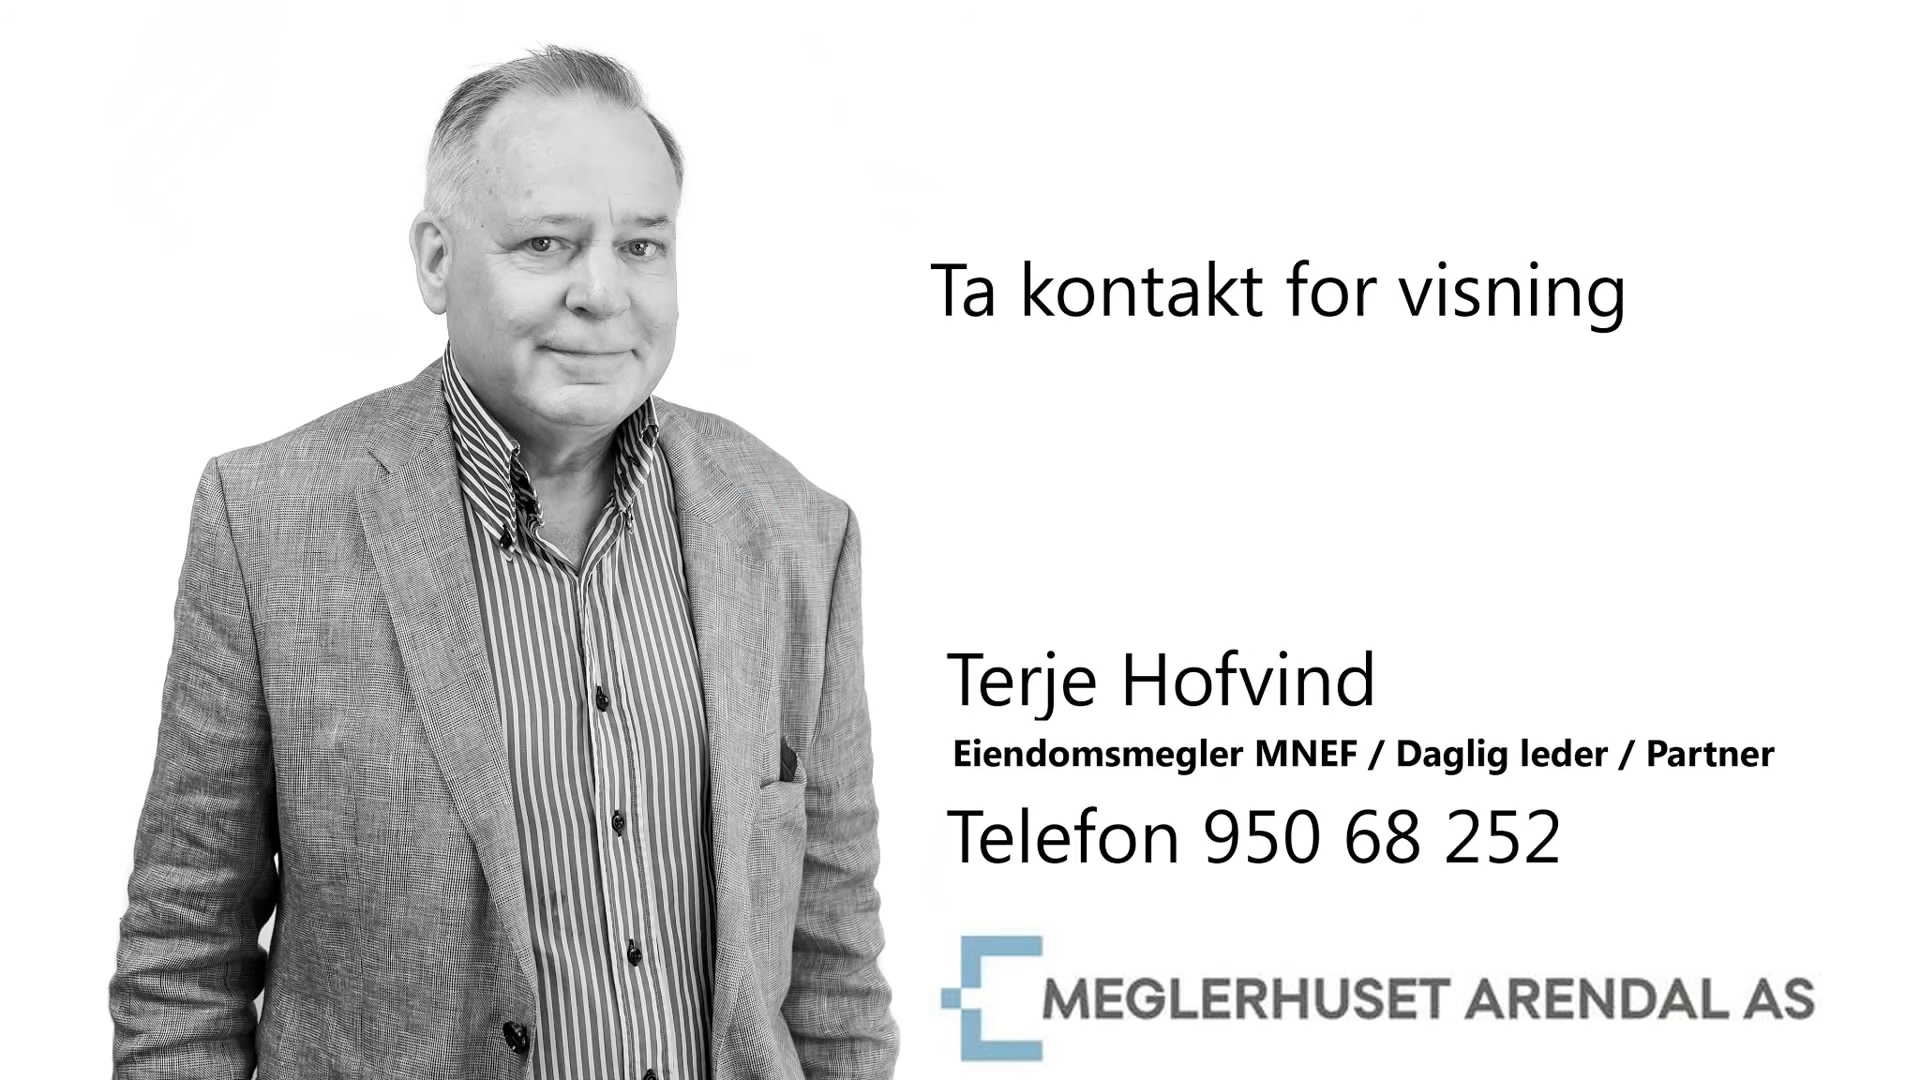 Ta kontakt for visning
Terje Hofvind
Eiendomsmegler MNEF / Daglig leder / Partner
Telefon 950 68 252
MEGLERHUSET ARENDAL AS